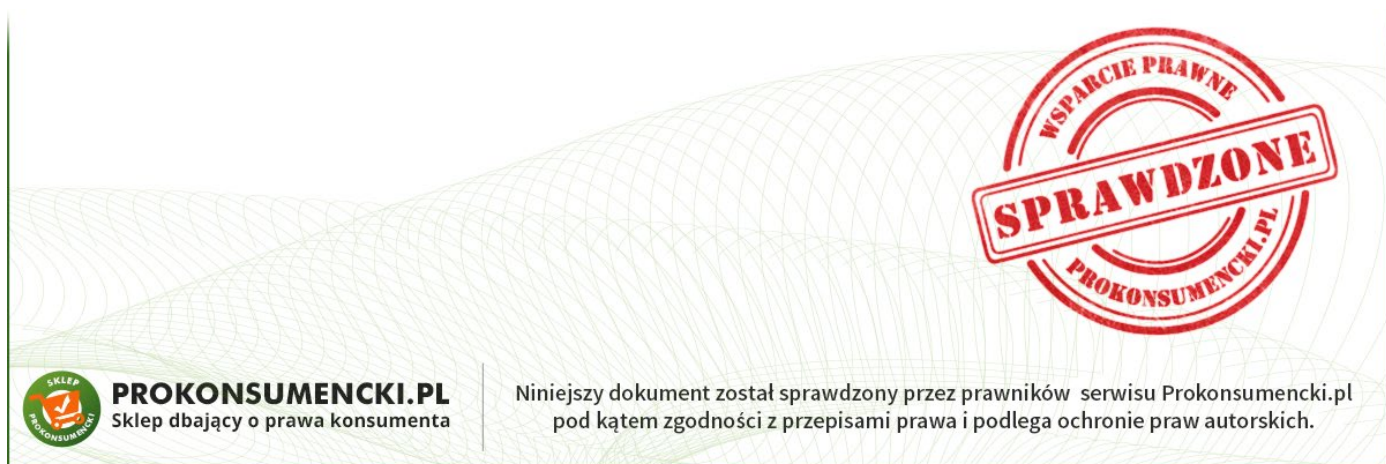 WSPARCIE PRAWNE
SPRAWDZONE
PROKONSUMENCKI.PL
SKLEP
PROKONSUMENCKI
PROKONSUMENCKI.PL
Sklep dbający o prawa konsumenta
Niniejszy dokument został sprawdzony przez prawników serwisu Prokonsumencki.pl
pod kątem zgodności z przepisami prawa i podlega ochronie praw autorskich.